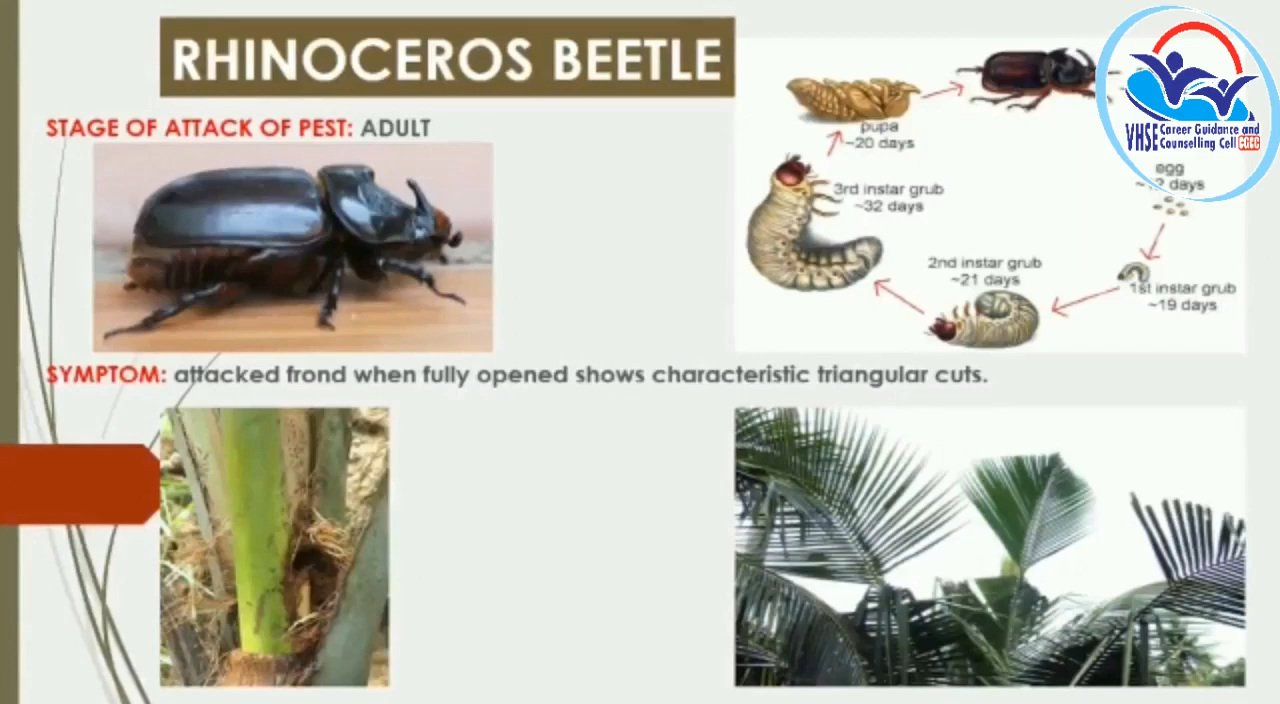 RHINOCEROS BEETLE
STAGE OF ATTACK OF PEST: ADULT
pupa
~20 days
3rd instar grub
~32 days
2nd instar grub
~21 days
1st instar grub
~19 days
egg
days
VHSE Career Guidance and
Counselling Cell CGCC
SYMPTOM: attacked frond when fully opened shows characteristic triangular cuts.